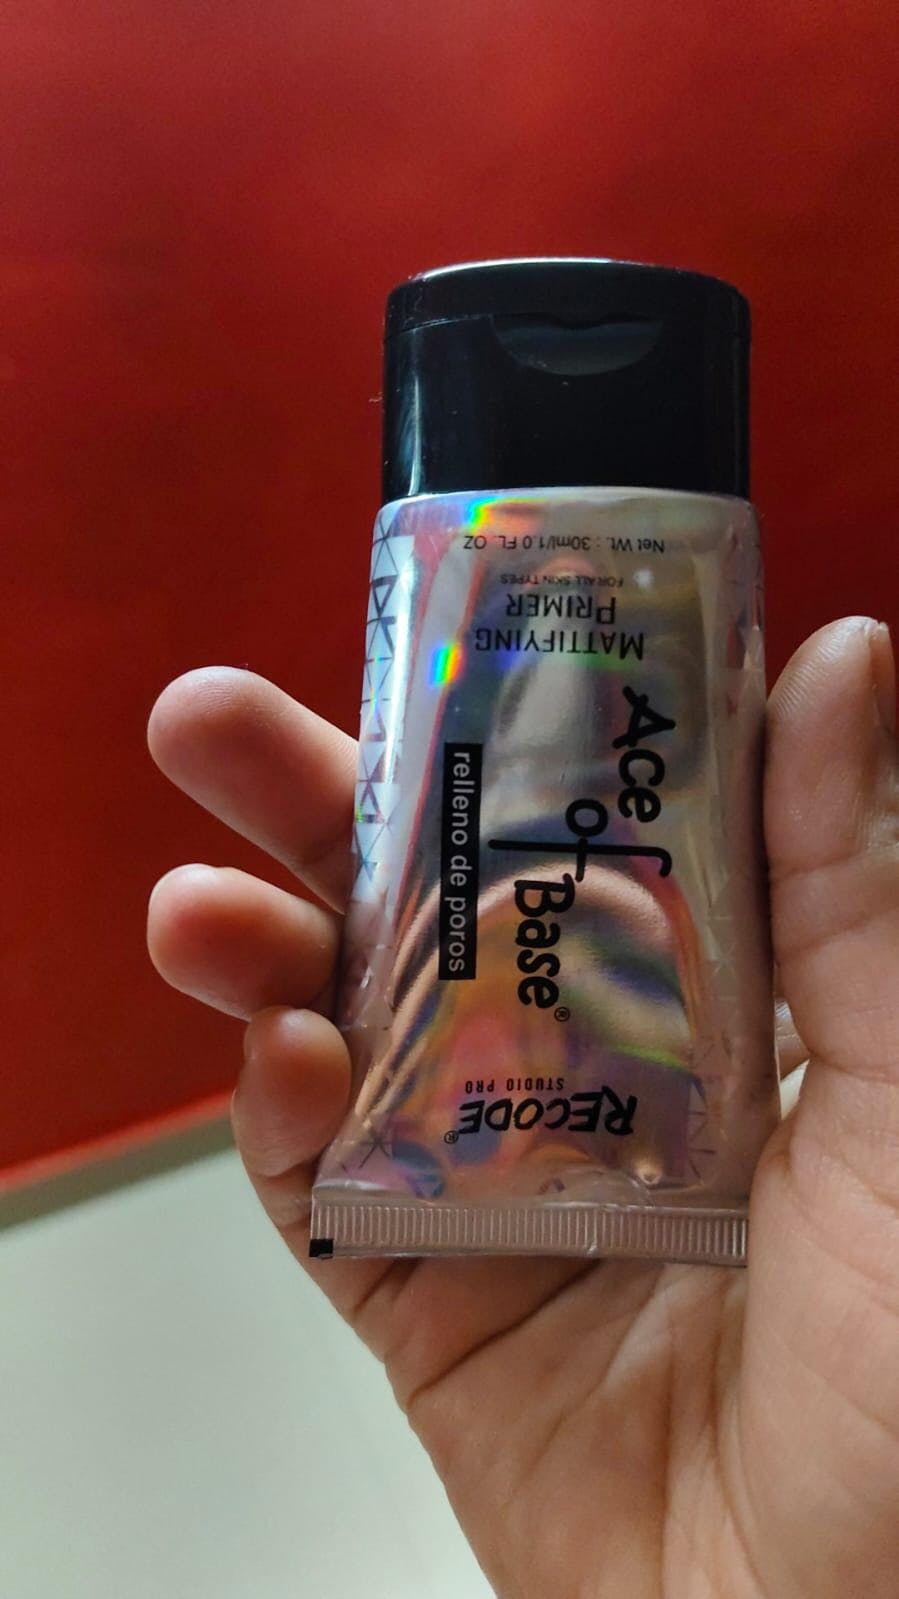 RECODE®
STUDIO PRO
Ace
of
Base®
relleno de poros
MATTIFYING
PRIMER
FOR ALL SKIN TYPES
Net Wt. : 30ml/1.0 FL. OZ